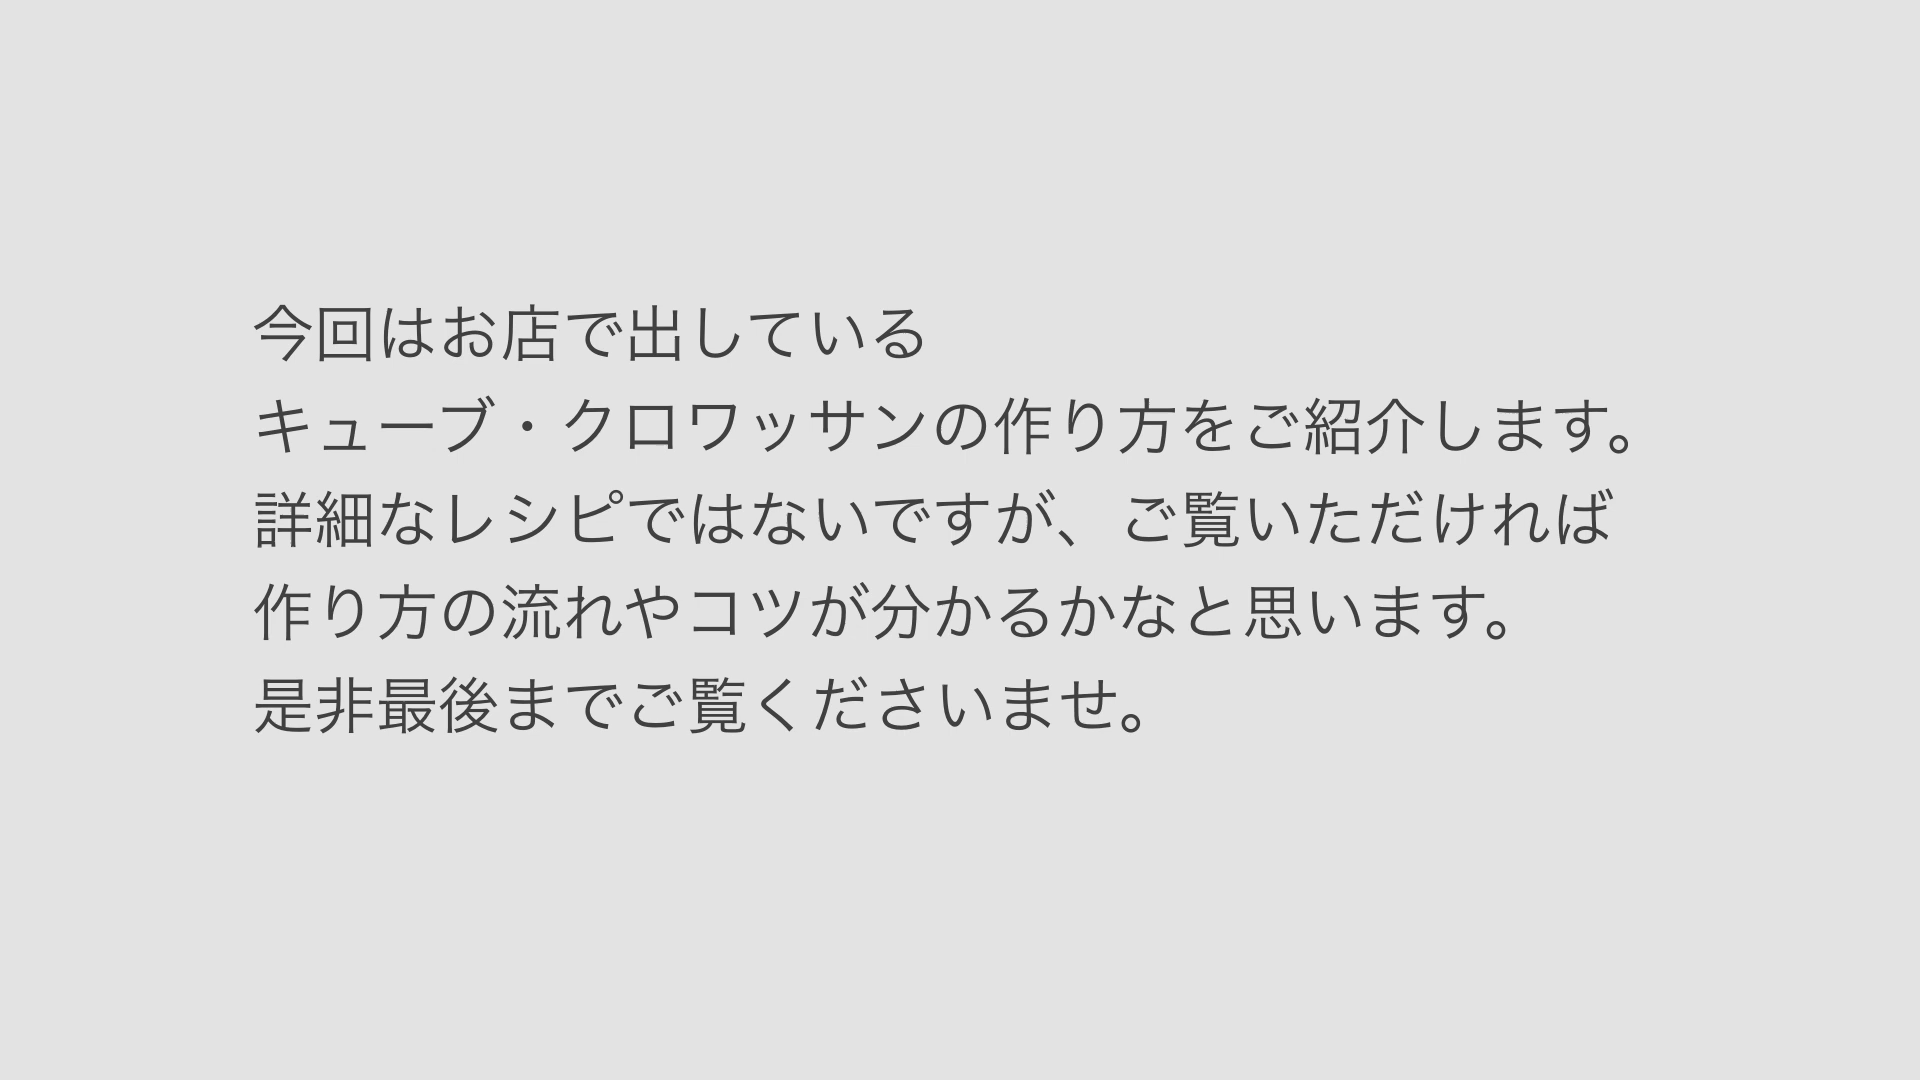 今回はお店で出している
キューブ・クロワッサンの作り方をご紹介します。
詳細なレシピではないですが、ご覧いただければ
作り方の流れやコツが分かるかなと思います。
是非最後までご覧くださいませ。